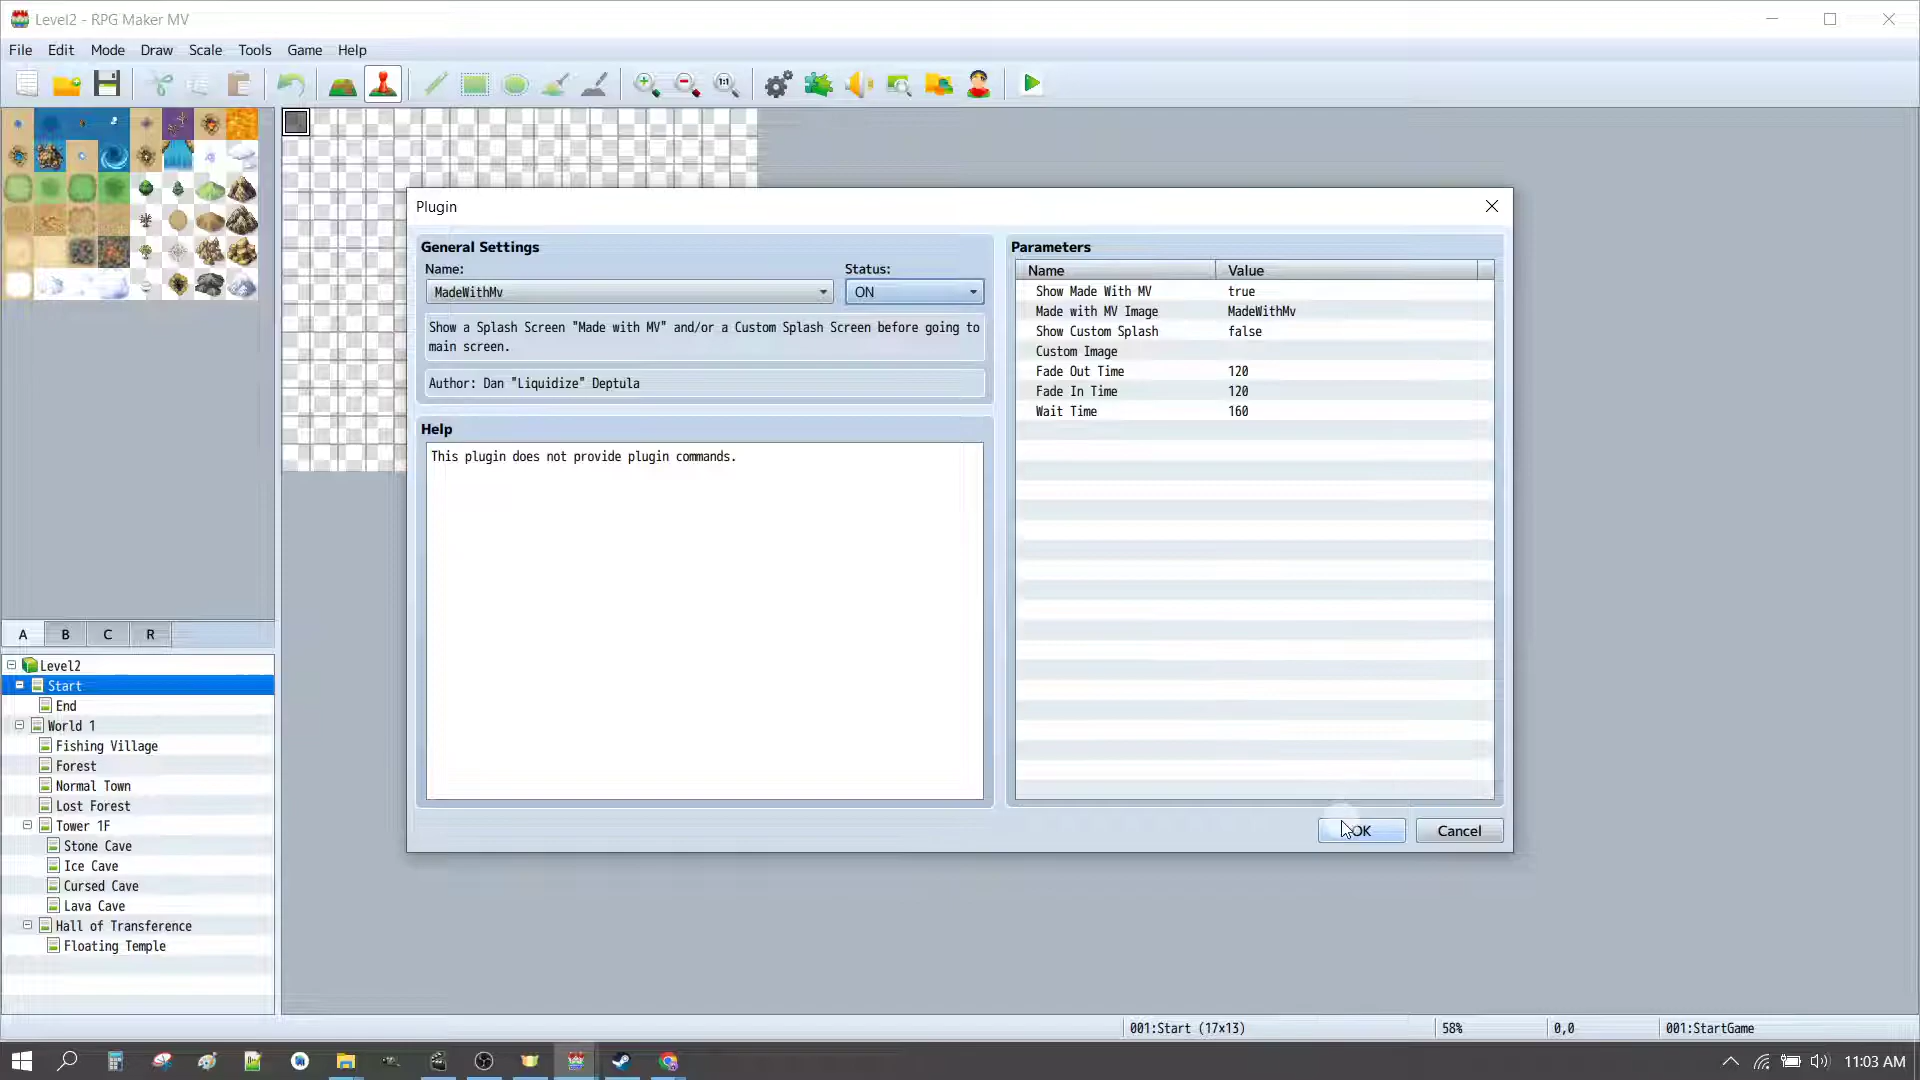 Level2 - RPG Maker MV
File Edit Mode Draw Scale Tools Game Help
1:1
Plugin
General Settings
Name:
Status:
MadeWithMv
ON
Show a Splash Screen "Made with MV" and/or a Custom Splash Screen before going to
main screen.
Author: Dan "Liquidize" Deptula
Help
This plugin does not provide plugin commands.
Parameters
Name Value
Show Made With MV true
Made with MV Image MadeWithMv
Show Custom Splash false
Custom Image
Fade Out Time 120
Fade In Time 120
Wait Time 160
OK Cancel
A B C R
Level2
Start
End
World 1
Fishing Village
Forest
Normal Town
Lost Forest
Tower 1F
Stone Cave
Ice Cave
Cursed Cave
Lava Cave
Hall of Transference
Floating Temple
001:Start (17x13) 58% 0,0 001:StartGame
11:03 AM